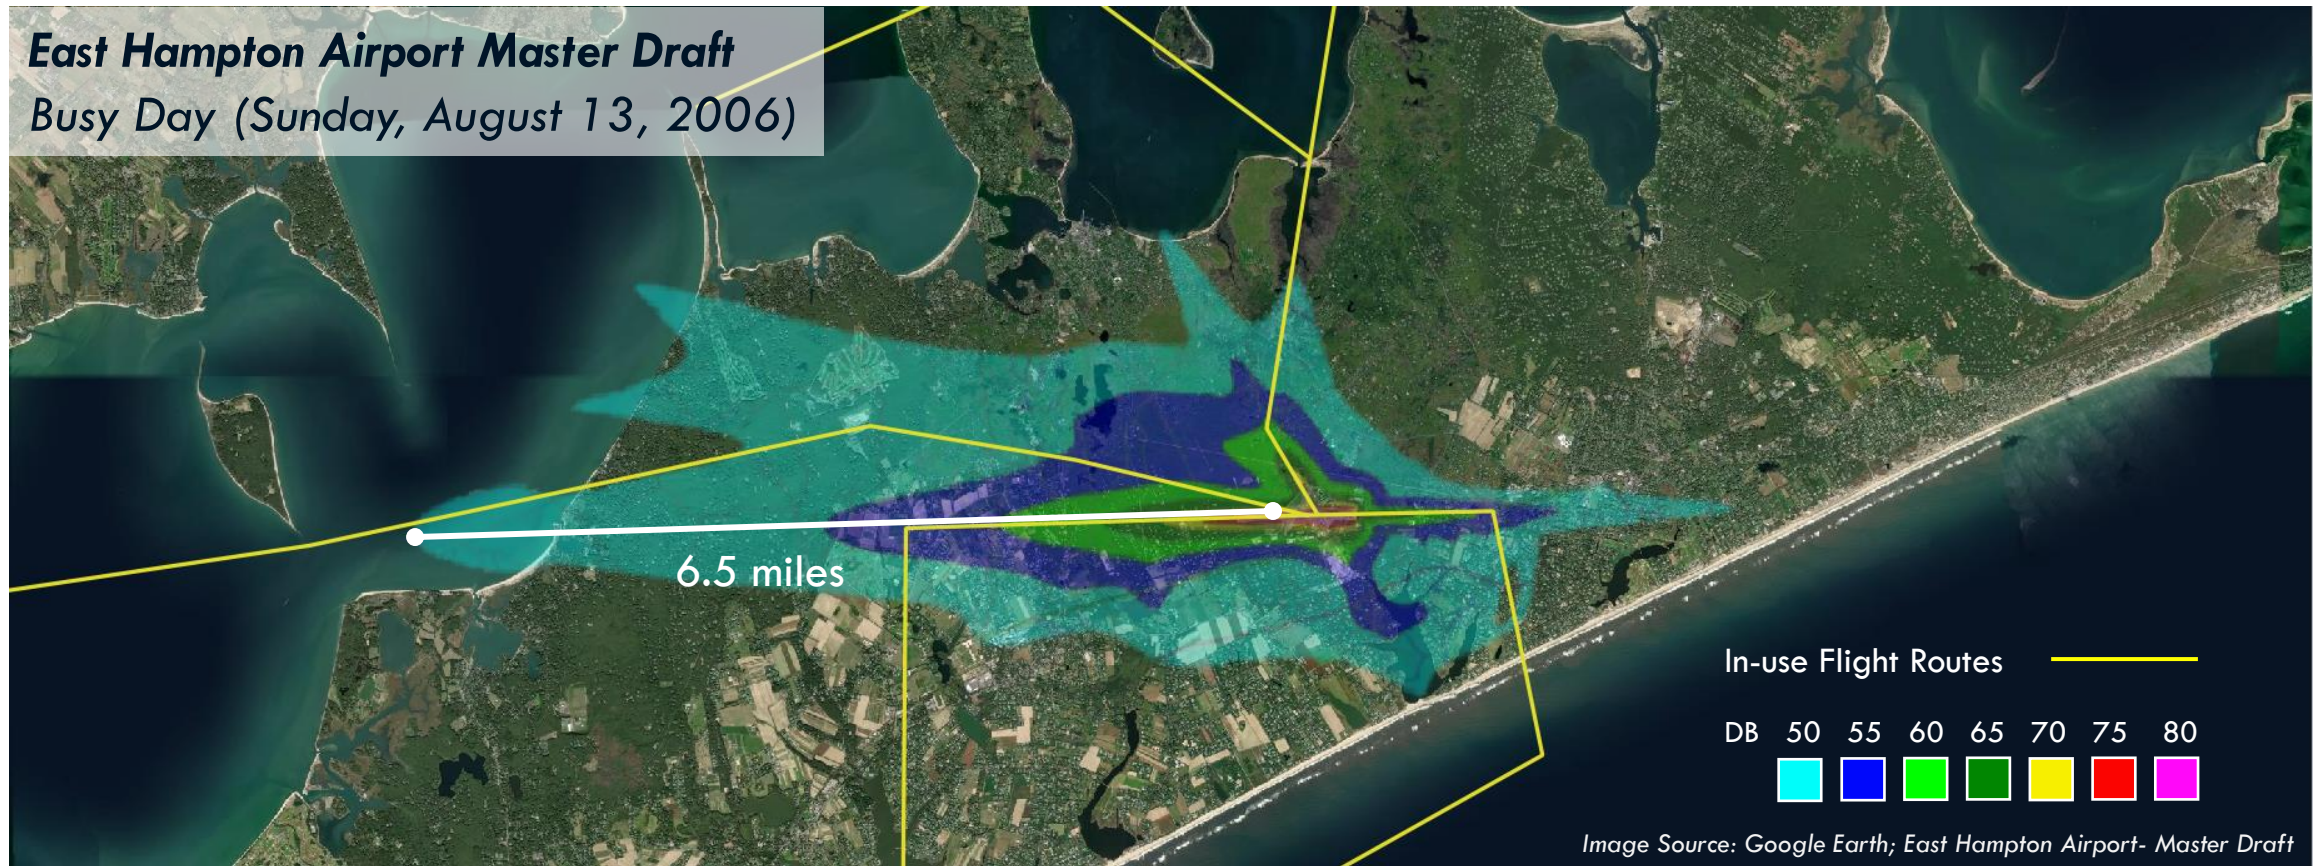 East Hampton Airport Master Draft
Busy Day (Sunday, August 13, 2006)
6.5 miles
In-use Flight Routes
DB 50 55 60 65 70 75 80
Image Source: Google Earth; East Hampton Airport- Master Draft